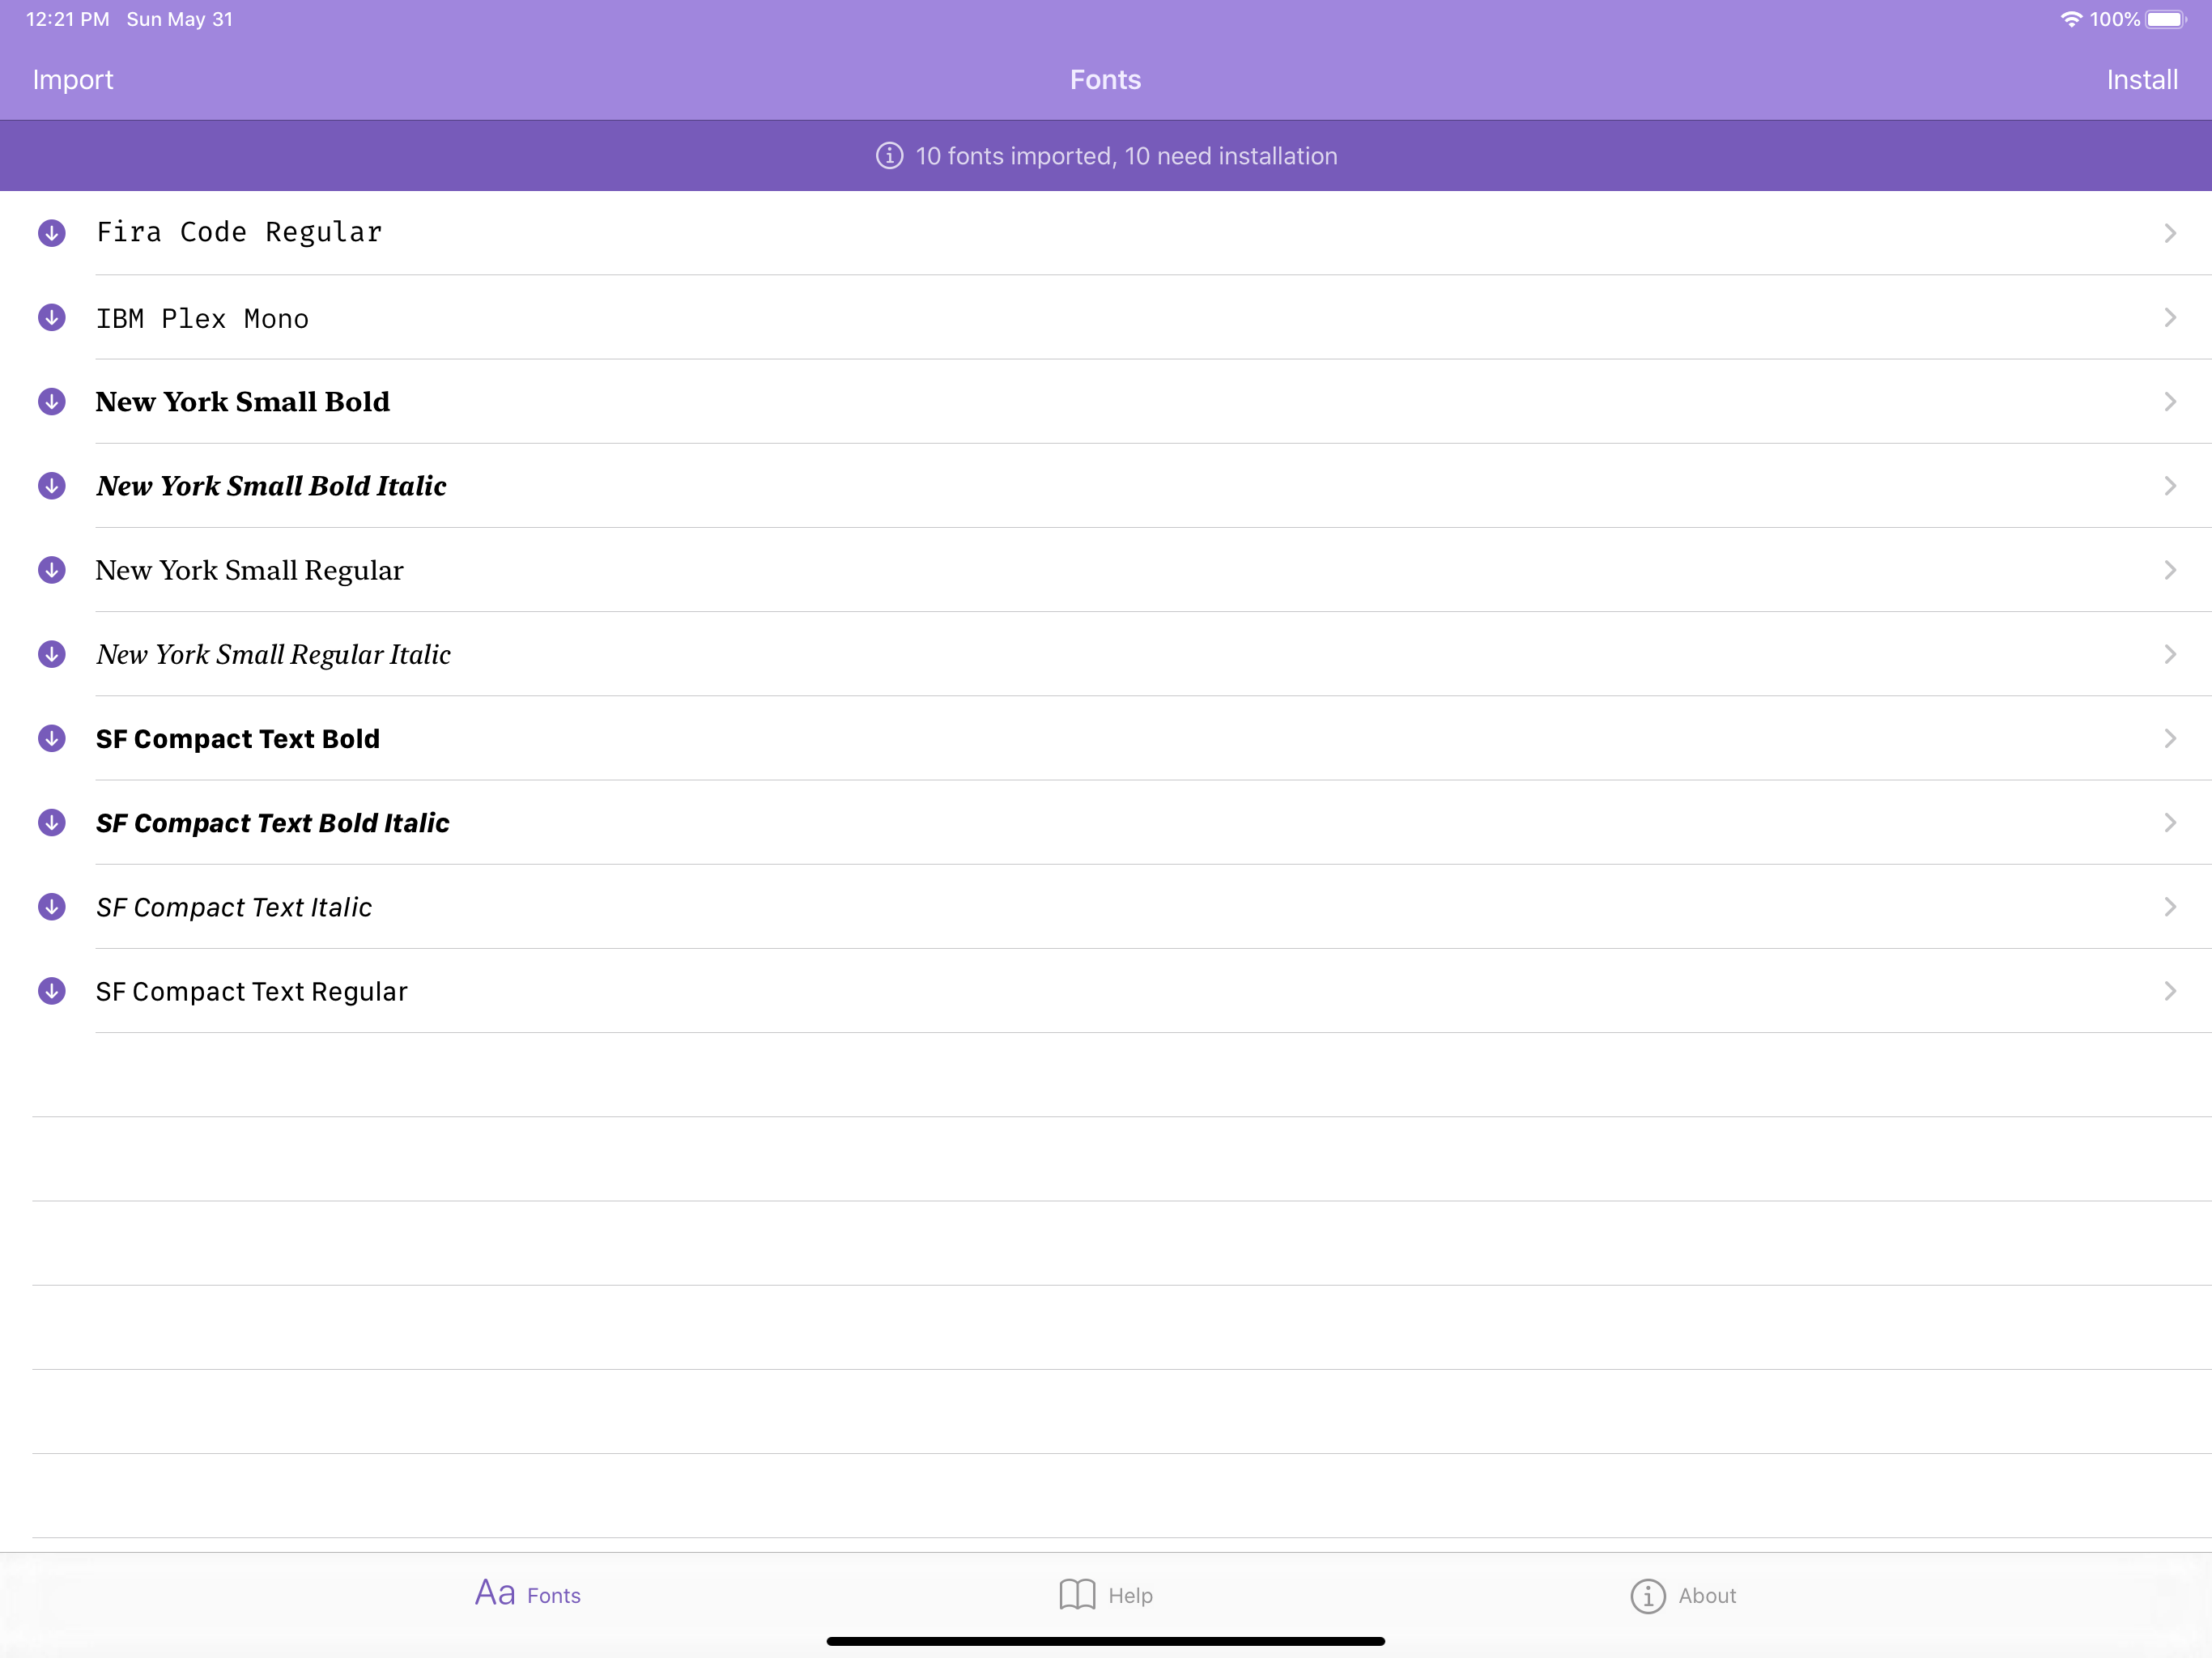 12:21 PM Sun May 31 100%
Import Fonts Install
10 fonts imported, 10 need installation
Fira Code Regular
IBM Plex Mono
New York Small Bold
New York Small Bold Italic
New York Small Regular
New York Small Regular Italic
SF Compact Text Bold
SF Compact Text Bold Italic
SF Compact Text Italic
SF Compact Text Regular
Aa Fonts Help About